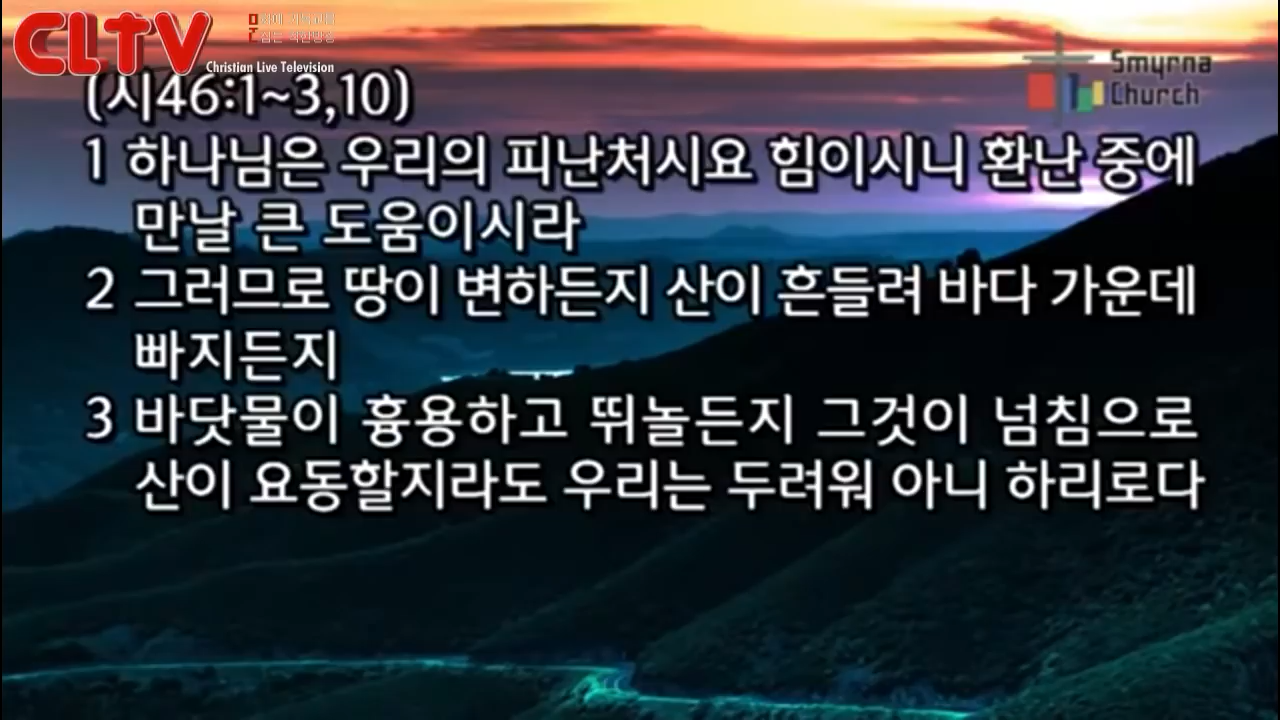 CLTV
Christian Live Television
Smyrna
Church
(시46:1~3,10)
1 하나님은 우리의 피난처시요 힘이시니 환난 중에
만날 큰 도움이시라
2 그러므로 땅이 변하든지 산이 흔들려 바다 가운데
빠지든지
3 바닷물이 흉용하고 뛰놀든지 그것이 넘침으로
산이 요동할지라도 우리는 두려워 아니 하리로다